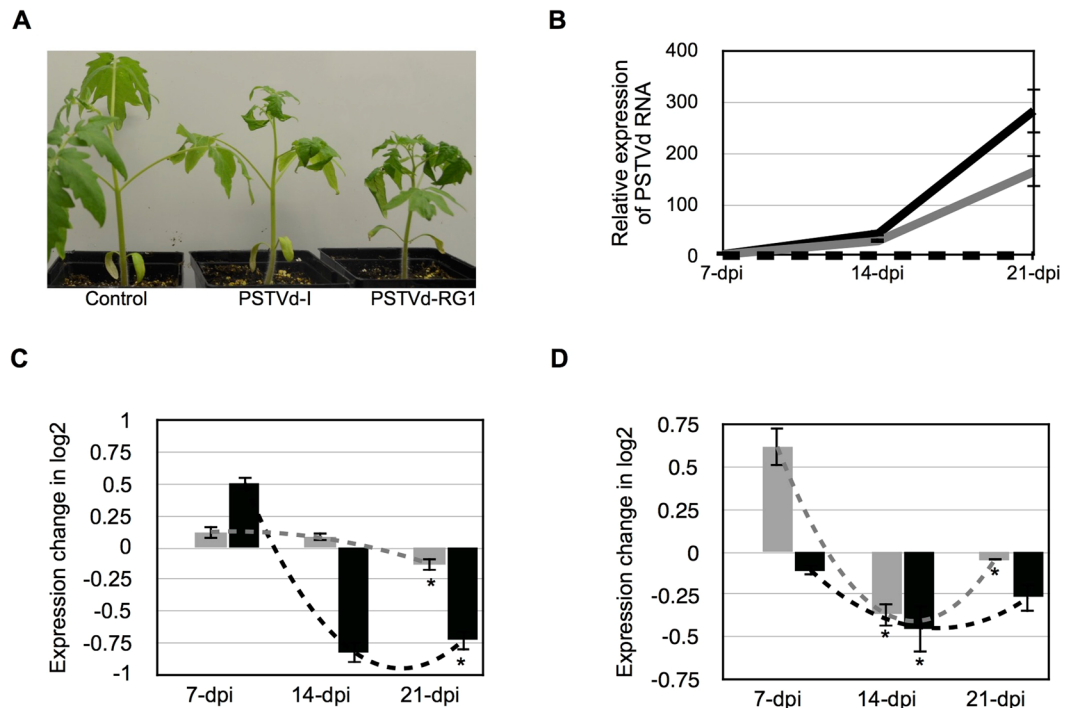 A
Control
PSTVd-I
PSTVd-RG1
B
Relative expression
of PSTVd RNA
400
300
200
100
0
7-dpi
14-dpi
21-dpi
C
Expression change in log2
1
0.75
0.5
0.25
0
-0.25
-0.5
-0.75
-1
*
*
7-dpi
14-dpi
21-dpi
D
Expression change in log2
0.75
0.5
0.25
0
-0.25
-0.5
-0.75
*
*
*
7-dpi
14-dpi
21-dpi